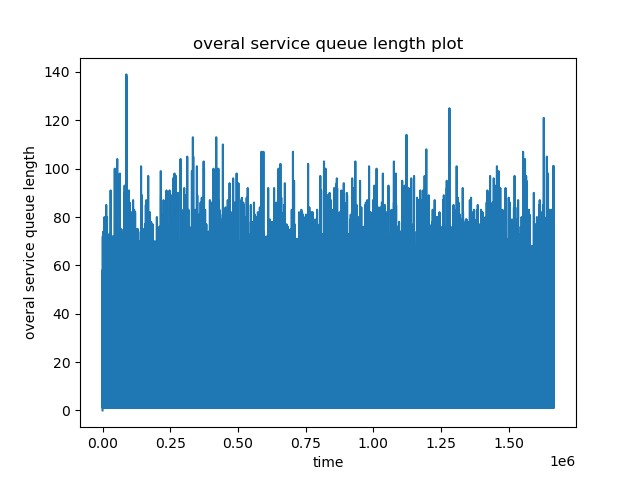 overal service queue length plot
140
120
100
80
60
40
20
0
overal service queue length
0.00 0.25 0.50 0.75 1.00 1.25 1.50
1e6
time